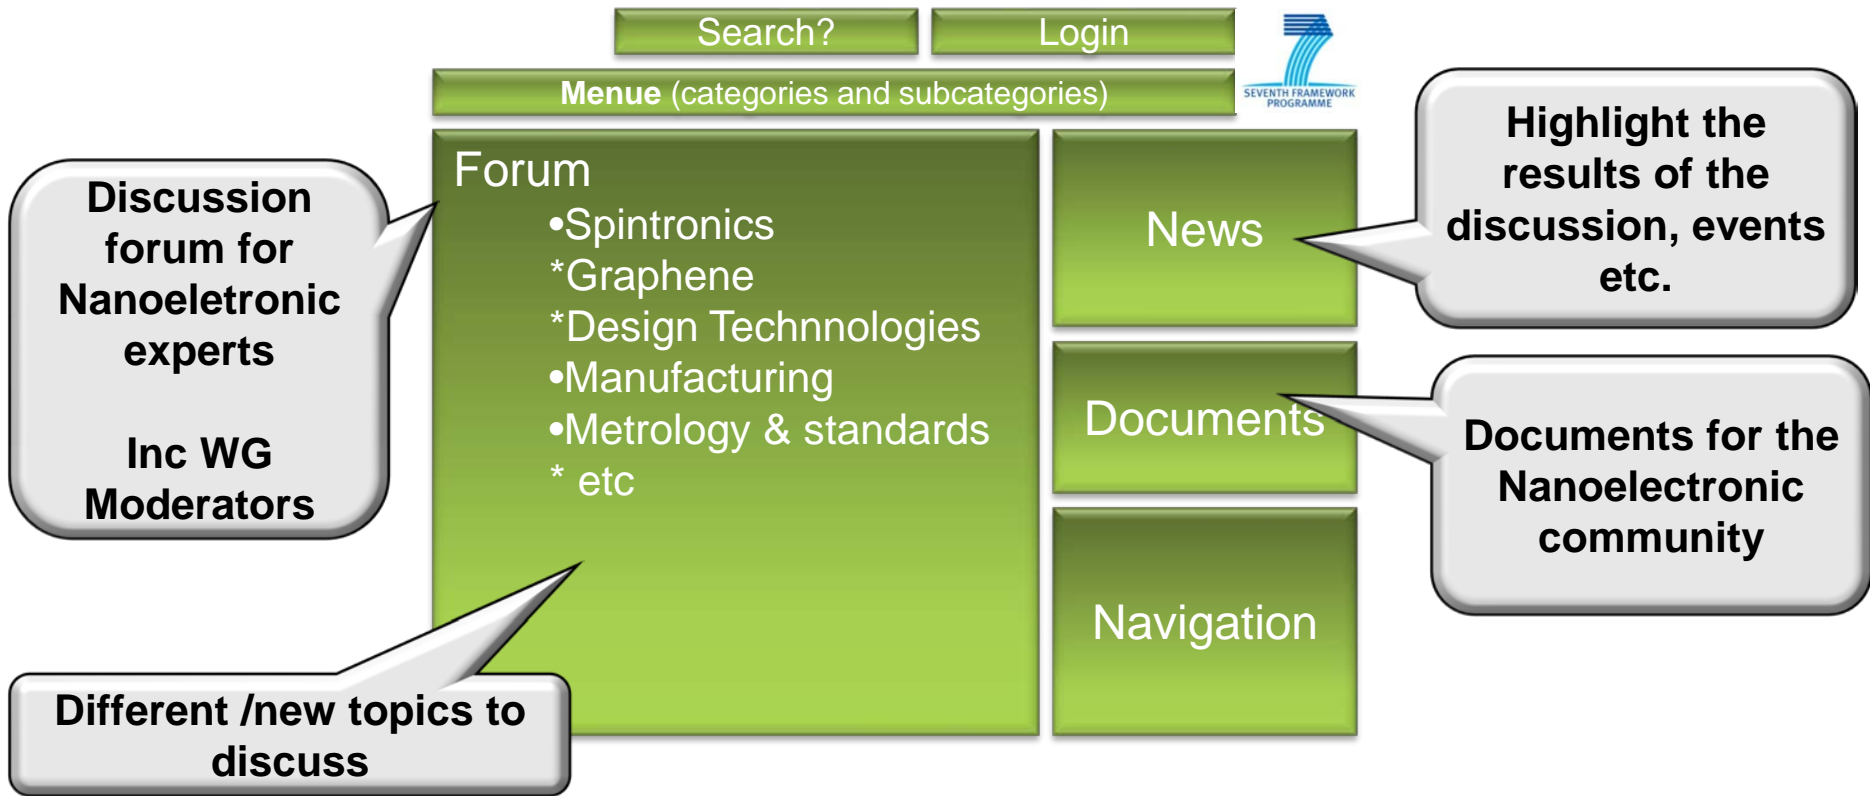 Search?
Login
SEVENTH FRAMEWORK
PROGRAMME
Menue (categories and subcategories)
Discussion
forum for
Nanoeletronic
experts
Inc WG
Moderators
Forum
•Spintronics
*Graphene
*Design Technnologies
•Manufacturing
•Metrology & standards
* etc
Different /new topics to
discuss
News
Documents
Navigation
Highlight the
results of the
discussion, events
etc.
Documents for the
Nanoelectronic
community